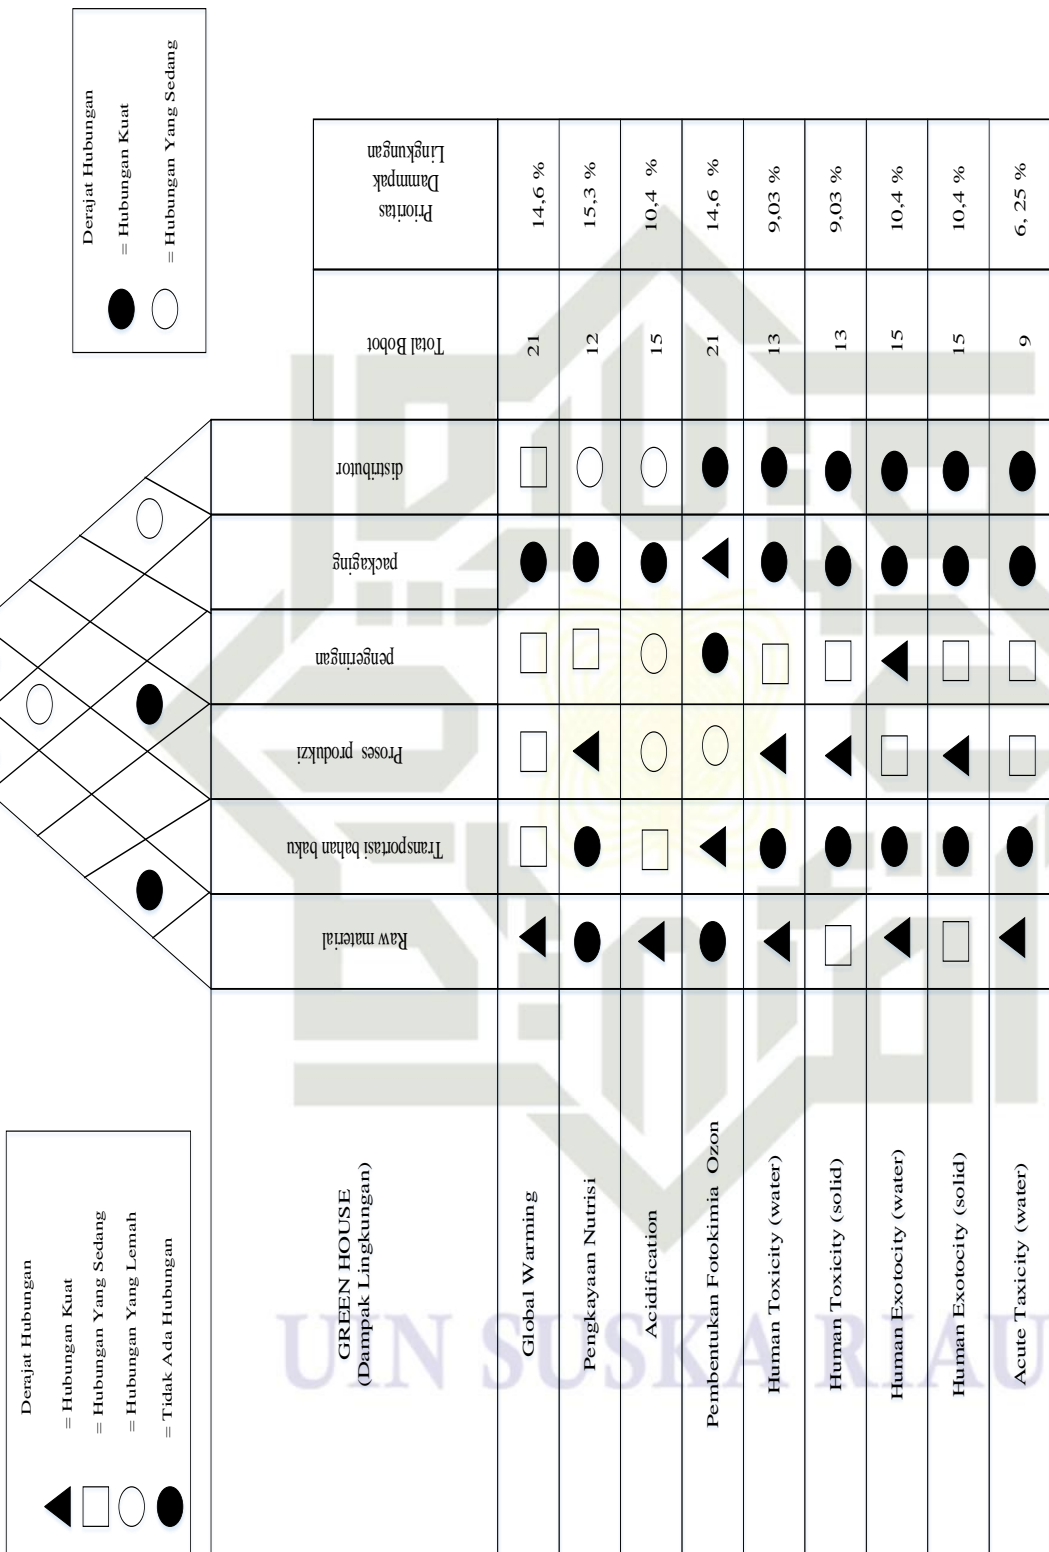 Derajat Hubungan
= Hubungan Kuat
= Hubungan Yang Sedang
= Hubungan Yang Lemah
= Tidak Ada Hubungan
Derajat Hubungan
= Hubungan Kuat
= Hubungan Yang Sedang
GREEN HOUSE
(Dampak Lingkungan)
Raw material
Transportasi bahan baku
Proses produkzi
pengeringan
packaging
distributor
Total Bobot
Prioritas
Dammpak
Lingkungan
Global Warming 21 14,6 %
Pengkayaan Nutrisi 12 15,3 %
Acidification 15 10,4 %
Pembentukan Fotokimia Ozon 21 14,6 %
Human Toxicity (water) 13 9,03 %
Human Toxicity (solid) 13 9,03 %
Human Exotocity (water) 15 10,4 %
Human Exotocity (solid) 15 10,4 %
Acute Taxicity (water) 9 6, 25 %
UIN SUSKA RIAU